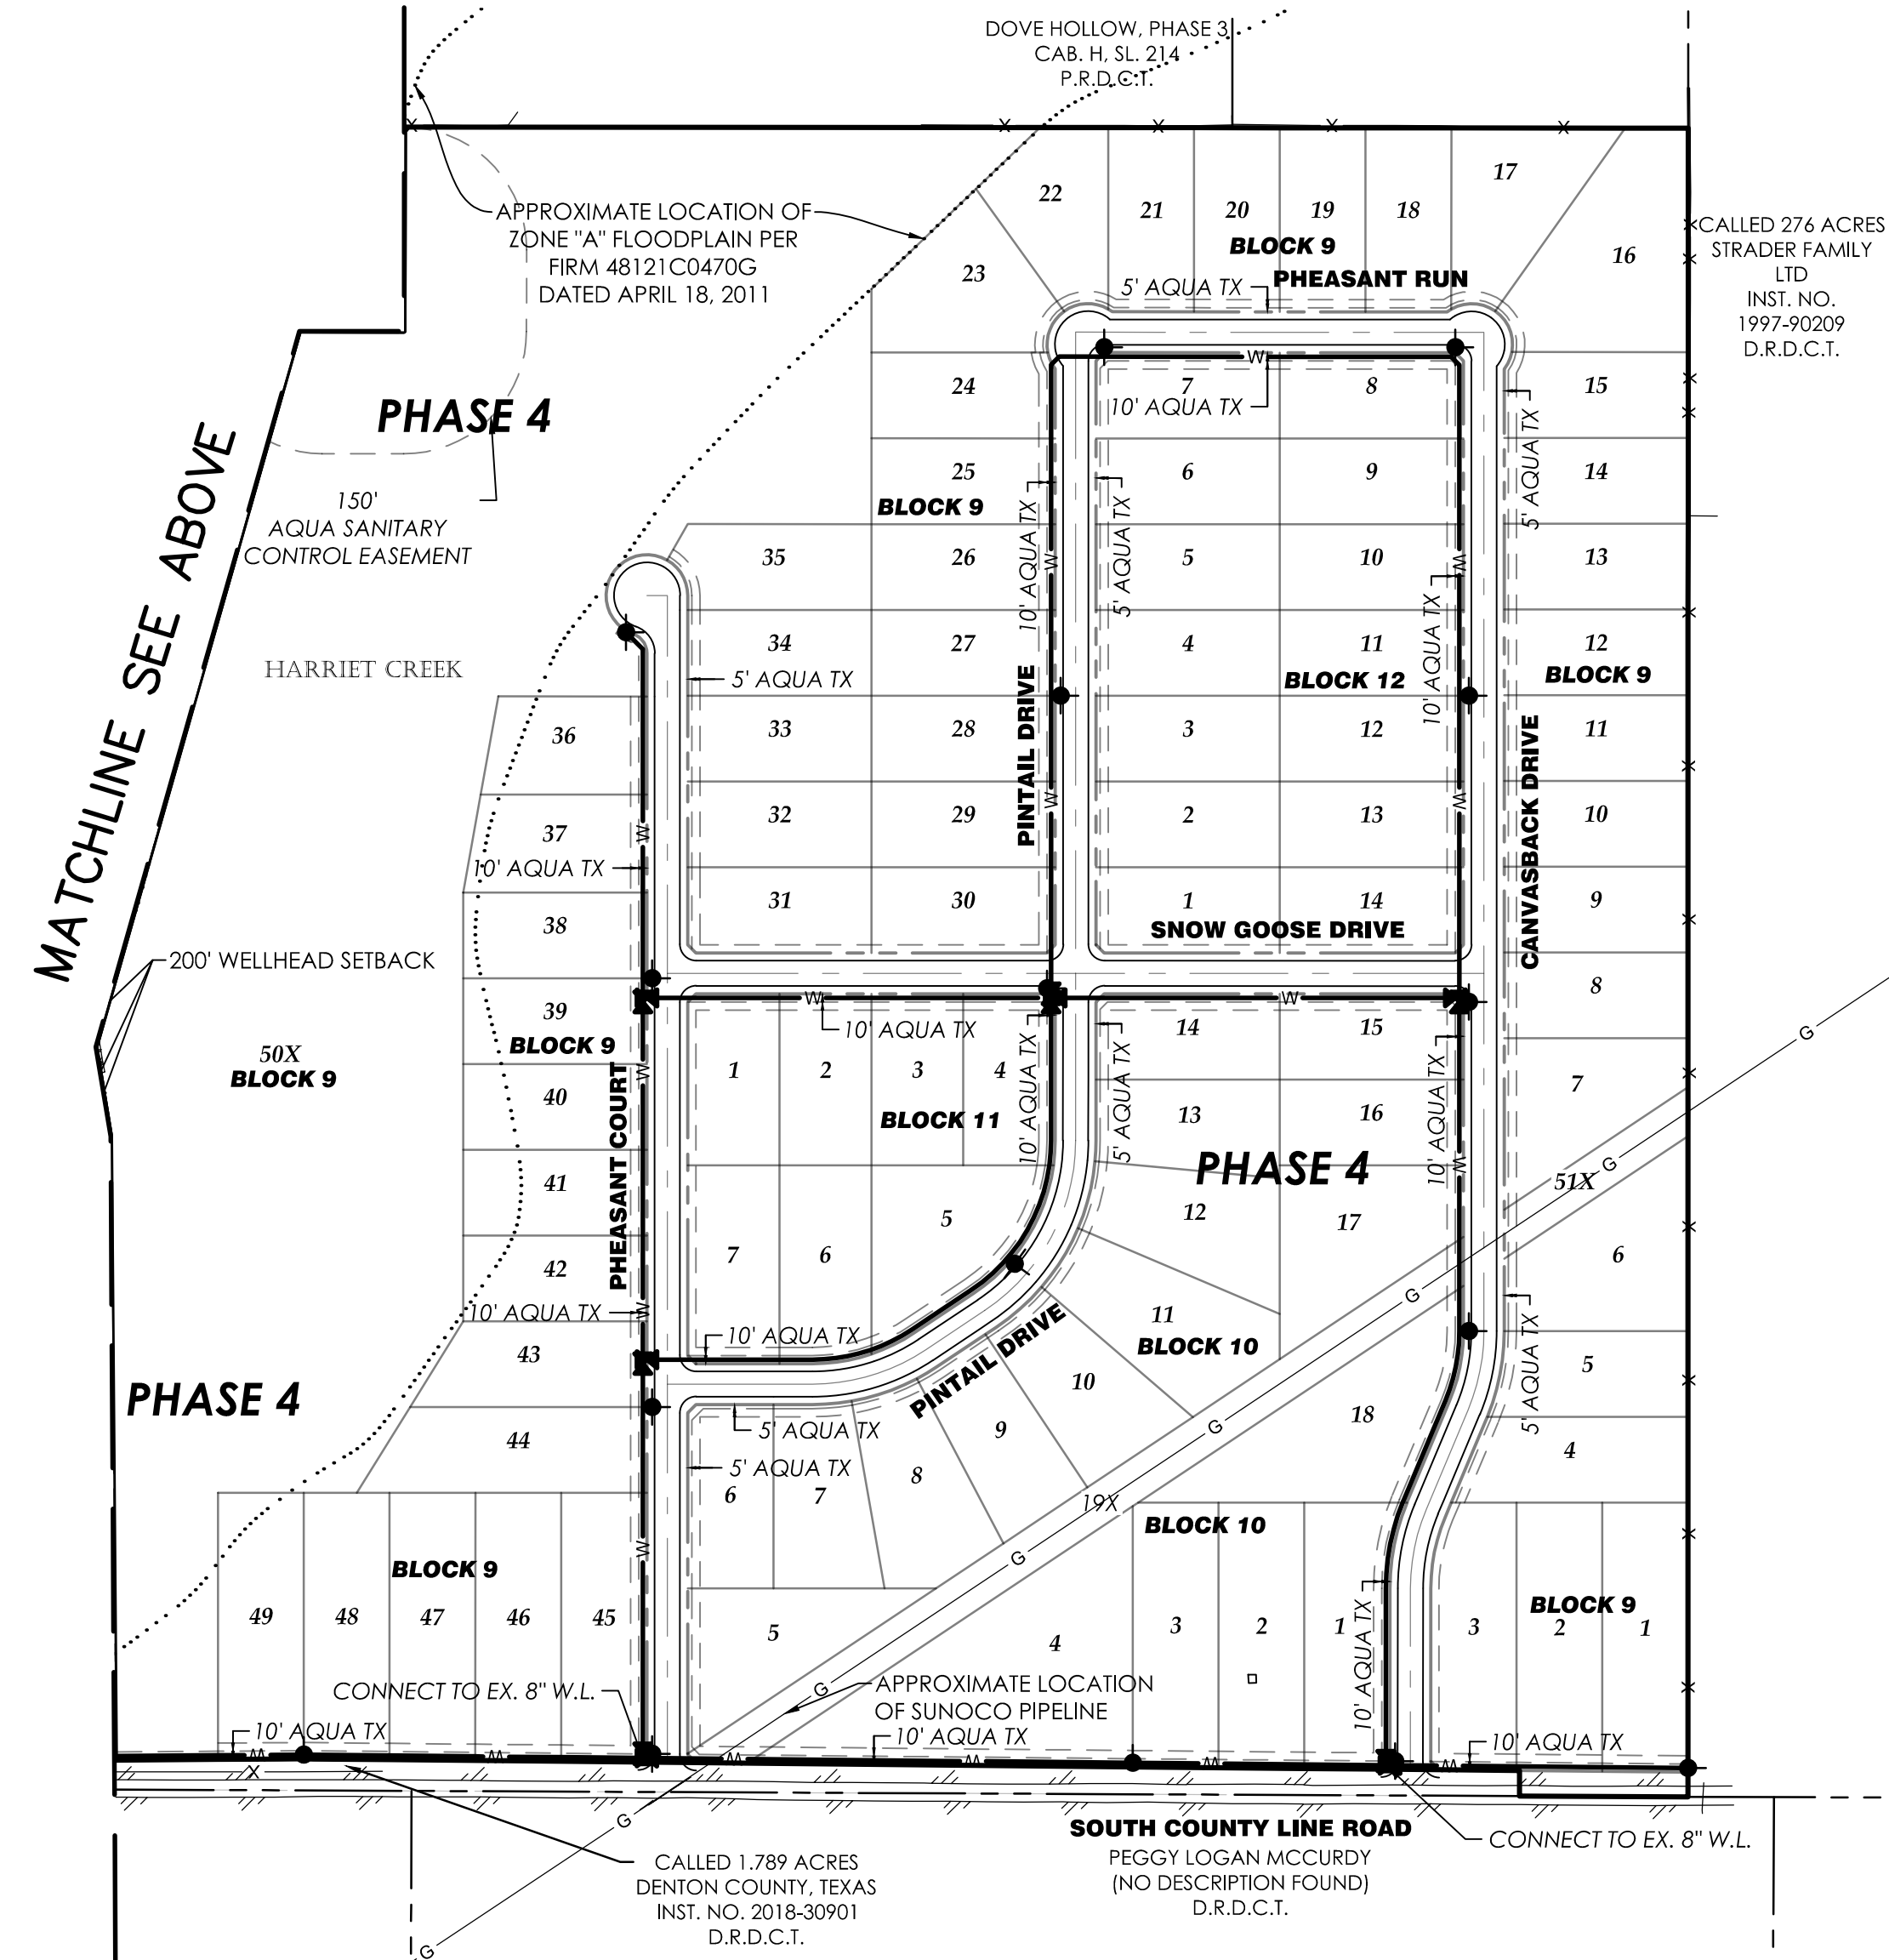 DOVE HOLLOW, PHASE 3
CAB. H, SL. 214
P.R.D.C.T.
APPROXIMATE LOCATION OF
ZONE "A" FLOODPLAIN PER
FIRM 48121C0470G
DATED APRIL 18, 2011
CALLED 276 ACRES
STRADER FAMILY
LTD
INST. NO.
1997-90209
D.R.D.C.T.
22
21
20
19
18
17
16
BLOCK 9
PHEASANT RUN
5' AQUA TX
23
W
10' AQUA TX
PHASE 4
150'
AQUA SANITARY
CONTROL EASEMENT
MATCHLINE SEE ABOVE
HARRIET CREEK
24
25
BLOCK 9
35
26
34
27
5' AQUA TX
33
28
32
29
31
30
10' AQUA TX
W
PINTAIL DRIVE
W
5' AQUA TX
7
8
6
9
5
10
4
11
BLOCK 12
3
12
2
13
1
14
SNOW GOOSE DRIVE
W
10' AQUA TX
W
CANVASBACK DRIVE
5' AQUA TX
15
14
13
12
BLOCK 9
11
10
9
8
7
51X
6
5
4
36
37
10' AQUA TX
W
38
39
BLOCK 9
40
41
42
10' AQUA TX
43
44
W
PHEASANT COURT
W
W
200' WELLHEAD SETBACK
50X
BLOCK 9
PHASE 4
W
10' AQUA TX
W
1
2
3
4
BLOCK 11
5
7
6
10' AQUA TX
10' AQUA TX
5' AQUA TX
14
15
13
16
PHASE 4
12
17
11
BLOCK 10
10
9
18
8
10' AQUA TX
W
5' AQUA TX
PINTAIL DRIVE
5' AQUA TX
5' AQUA TX
6
7
19X
G
G
G
G
G
BLOCK 10
5
4
3
2
1
10' AQUA TX
BLOCK 9
3
2
1
BLOCK 9
49
48
47
46
45
CONNECT TO EX. 8" W.L.
G
APPROXIMATE LOCATION
OF SUNOCO PIPELINE
10' AQUA TX
10' AQUA TX
10' AQUA TX
W
W
W
W
W
W
G
SOUTH COUNTY LINE ROAD
PEGGY LOGAN MCCURDY
(NO DESCRIPTION FOUND)
D.R.D.C.T.
CONNECT TO EX. 8" W.L.
CALLED 1.789 ACRES
DENTON COUNTY, TEXAS
INST. NO. 2018-30901
D.R.D.C.T.
G